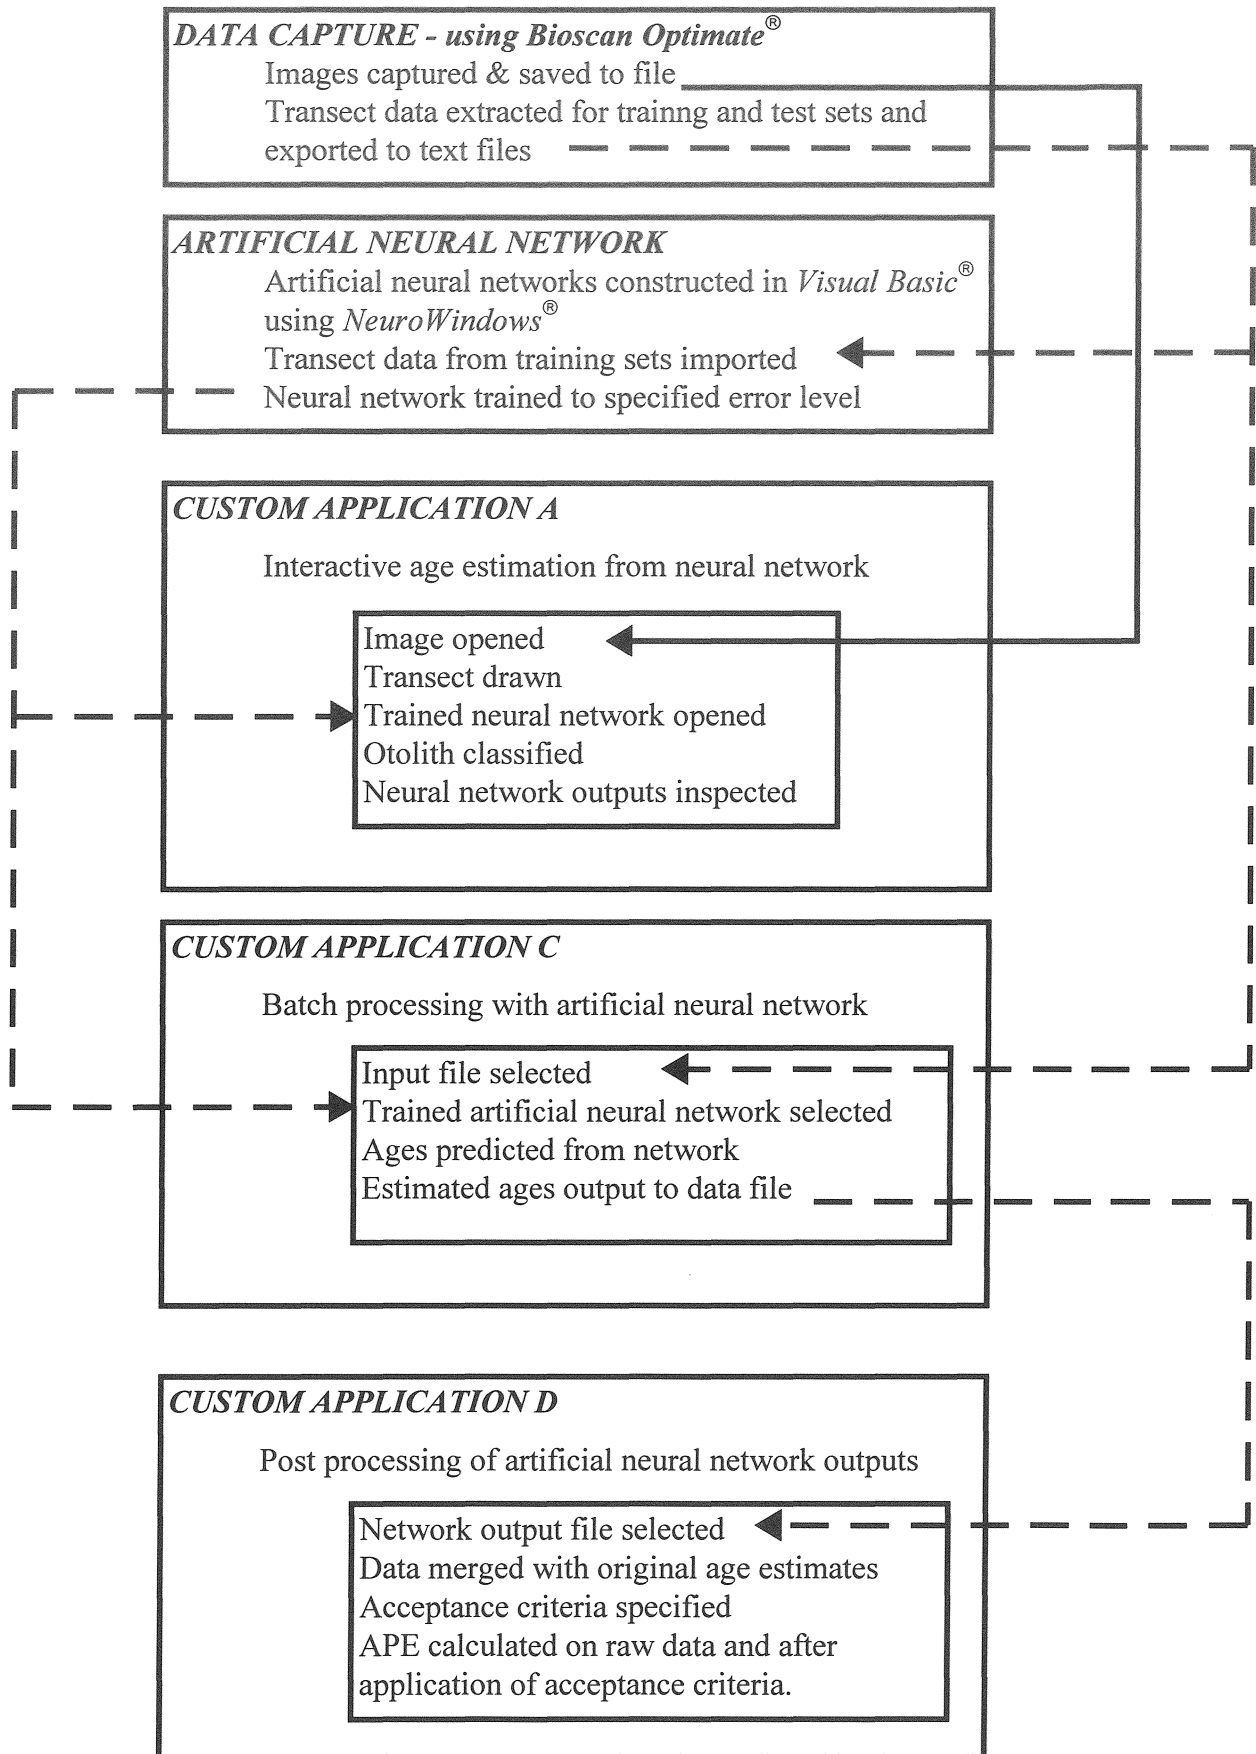 DATA CAPTURE - using Bioscan Optimate®
Images captured & saved to file
Transect data extracted for trainng and test sets and
exported to text files
ARTIFICIAL NEURAL NETWORK
Artificial neural networks constructed in Visual Basic®
using NeuroWindows®
Transect data from training sets imported
Neural network trained to specified error level
CUSTOM APPLICATION A
Interactive age estimation from neural network
Image opened
Transect drawn
Trained neural network opened
Otolith classified
Neural network outputs inspected
CUSTOM APPLICATION C
Batch processing with artificial neural network
Input file selected
Trained artificial neural network selected
Ages predicted from network
Estimated ages output to data file
CUSTOM APPLICATION D
Post processing of artificial neural network outputs
Network output file selected
Data merged with original age estimates
Acceptance criteria specified
APE calculated on raw data and after
application of acceptance criteria.